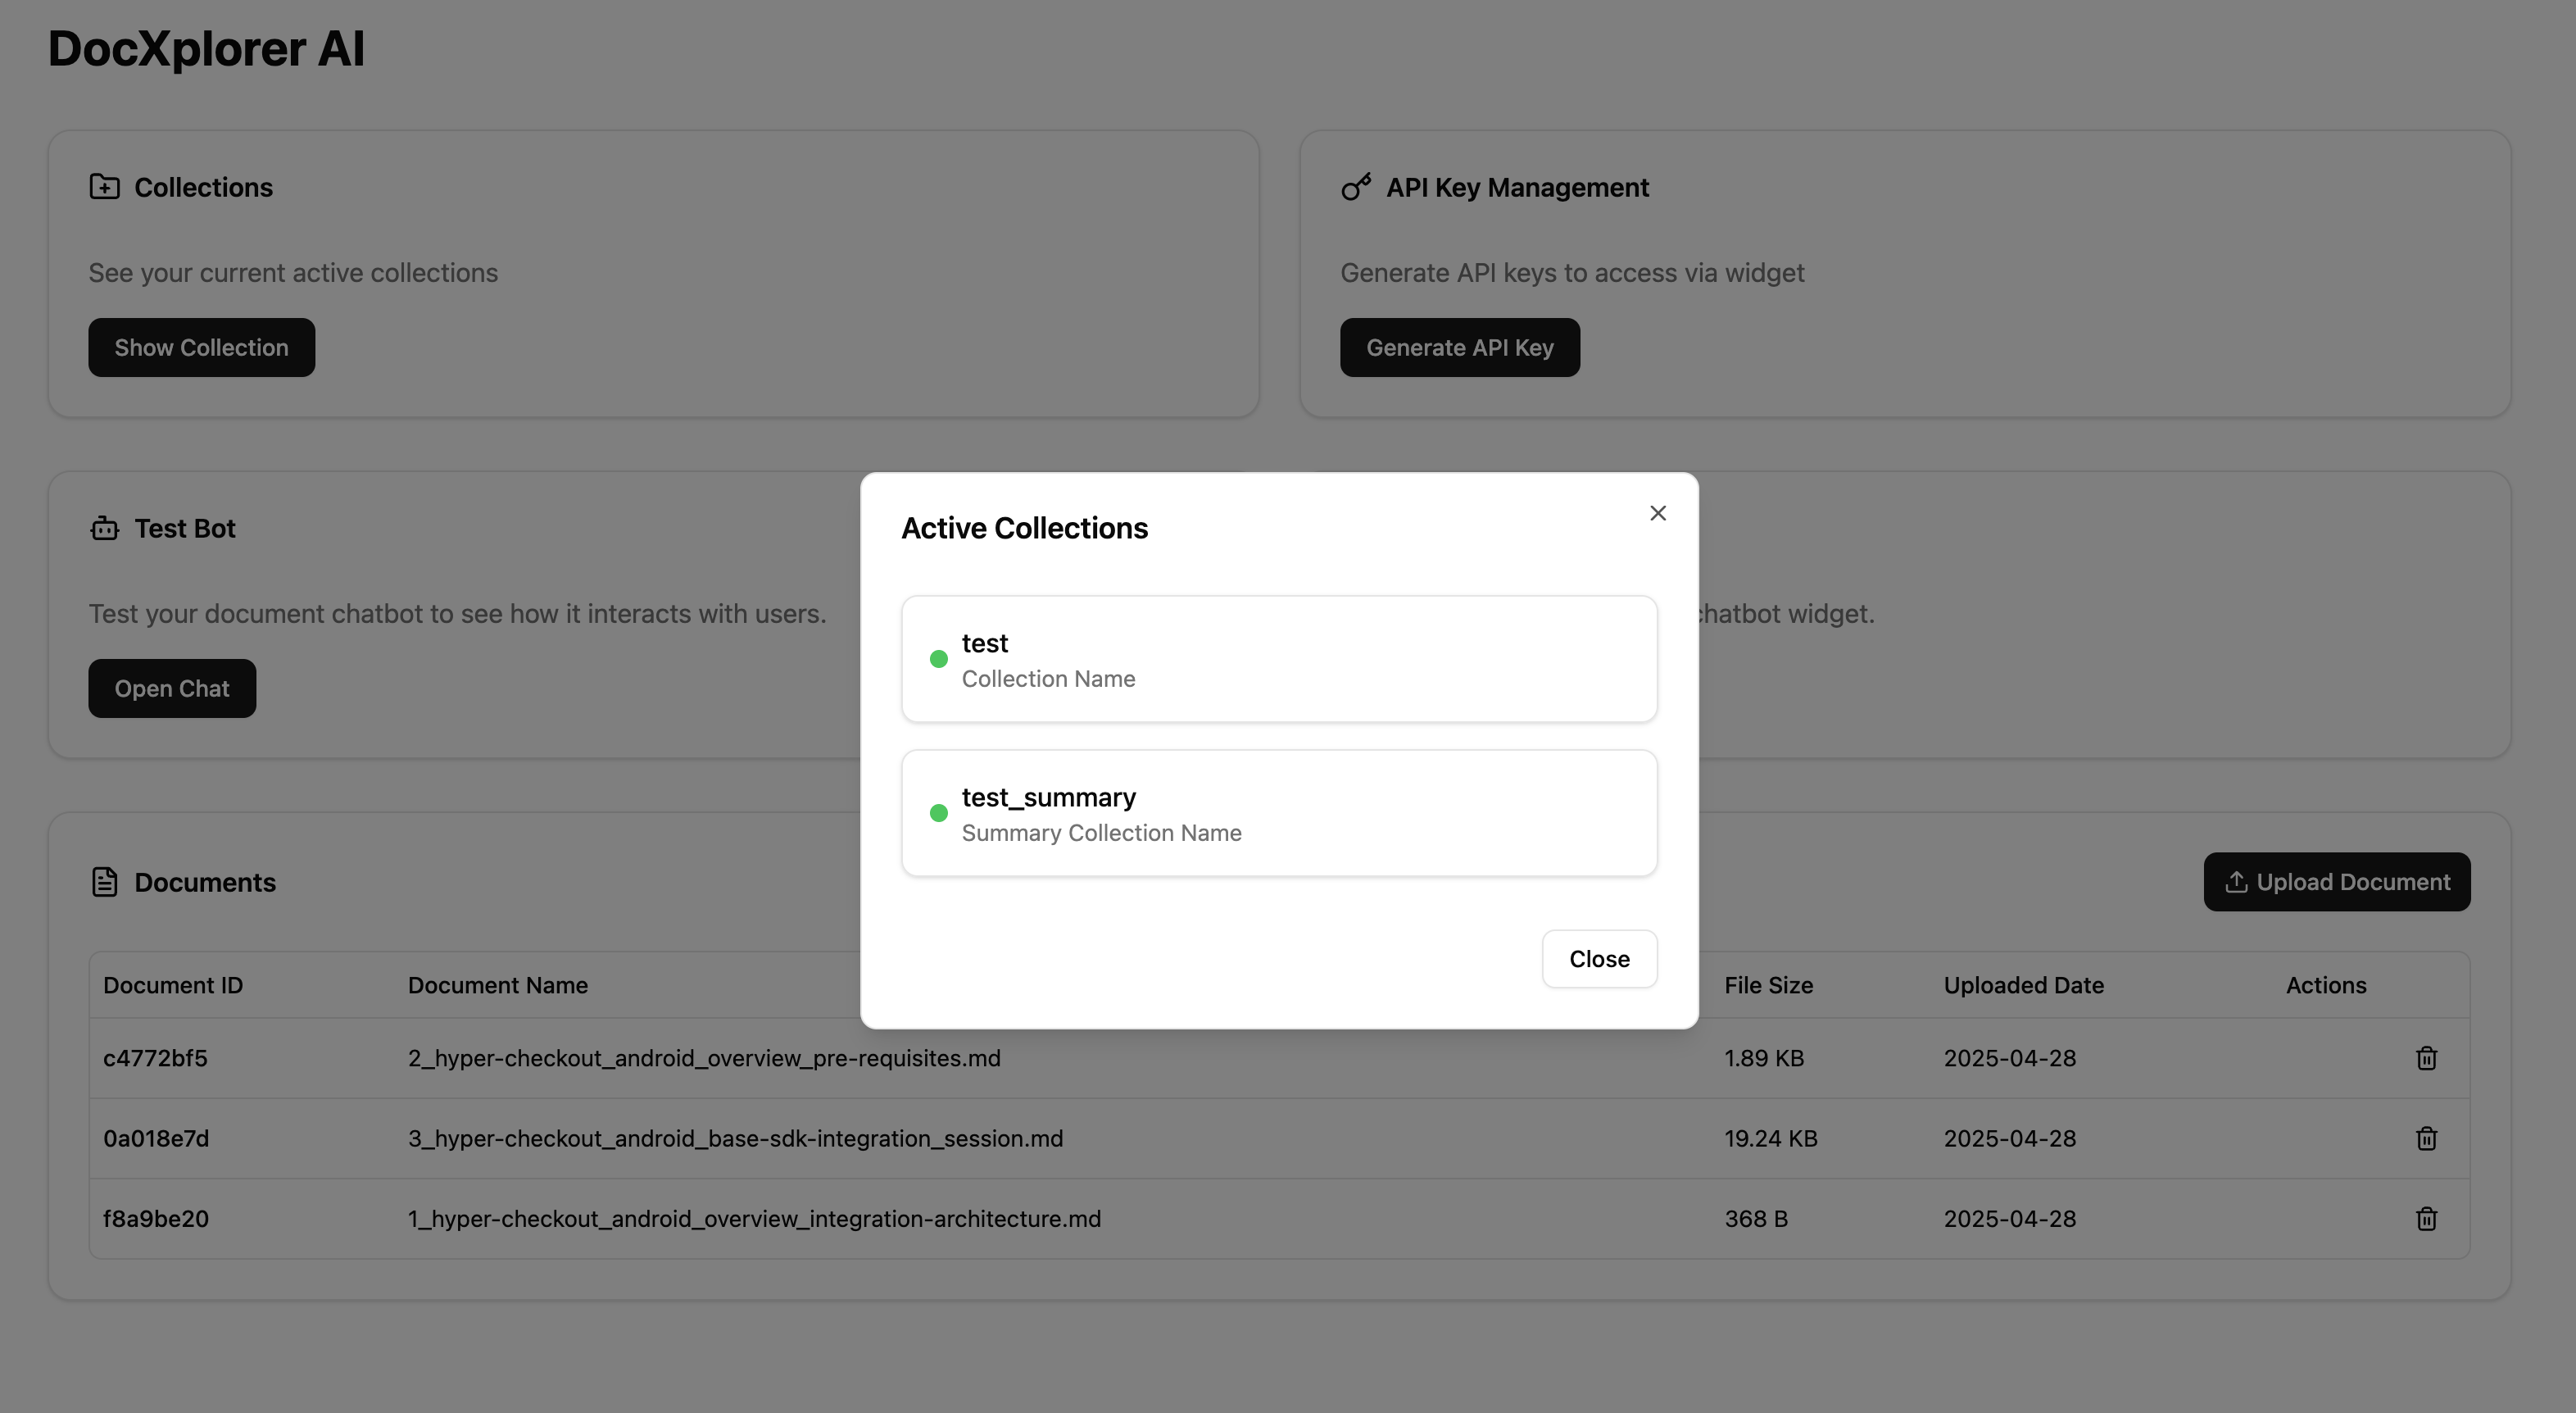 DocXplorer AI
Collections
See your current active collections
Show Collection
API Key Management
Generate API keys to access via widget
Generate API Key
Test Bot
Test your document chatbot to see how it interacts with users.
Open Chat
chatbot widget.
Active Collections
test
Collection Name
test_summary
Summary Collection Name
Close
Documents
Upload Document
Document ID Document Name File Size Uploaded Date Actions
c4772bf5 2_hyper-checkout_android_overview_pre-requisites.md 1.89 KB 2025-04-28
0a018e7d 3_hyper-checkout_android_base-sdk-integration_session.md 19.24 KB 2025-04-28
f8a9be20 1_hyper-checkout_android_overview_integration-architecture.md 368 B 2025-04-28